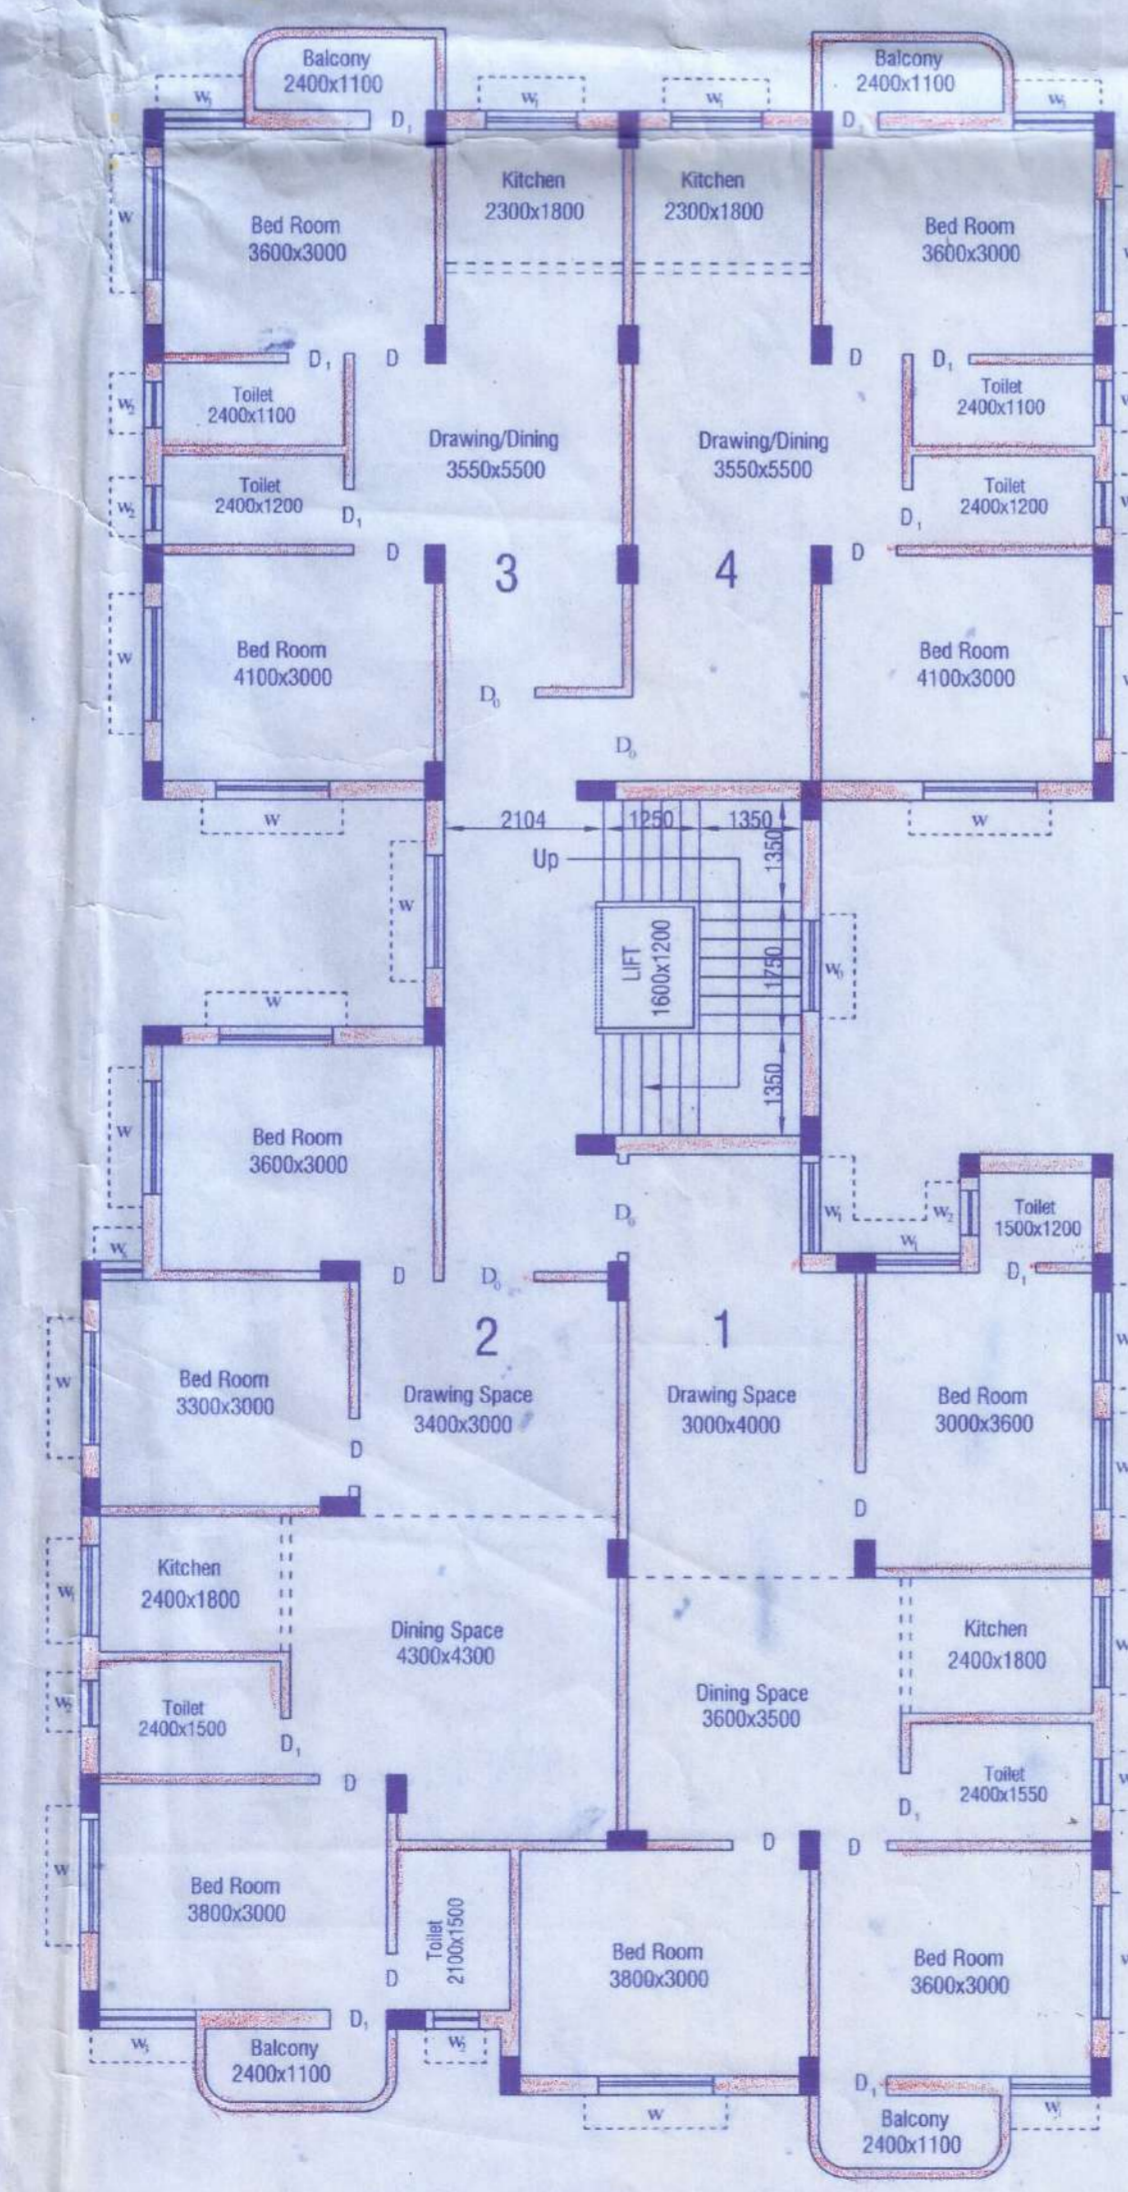 Balcony
2400x1100
Balcony
2400x1100
W₁
W₁
W₁
W₁
D₁
D
Kitchen
2300x1800
Kitchen
2300x1800
W
Bed Room
3600x3000
Bed Room
3600x3000
D₁
D
D
D₁
W₂
Toilet
2400x1100
Toilet
2400x1100
Drawing/Dining
3550x5500
Drawing/Dining
3550x5500
W₂
Toilet
2400x1200
Toilet
2400x1200
D₁
D₁
D
D
3
4
W
Bed Room
4100x3000
Bed Room
4100x3000
D₀
D₀
W
W
2104
1250
1350
1350
Up
W
LIFT
1600x1200
1750
W₀
W
1350
W
Bed Room
3600x3000
D₀
W₁
W₂
W₁
Toilet
1500x1200
D₁
D
D₀
2
1
W
Bed Room
3300x3000
Drawing Space
3400x3000
Drawing Space
3000x4000
Bed Room
3000x3600
D
D
W₁
Kitchen
2400x1800
Dining Space
4300x4300
Kitchen
2400x1800
W₂
Toilet
2400x1500
Dining Space
3600x3500
D₁
D
Toilet
2400x1550
D₁
D
D
W
Bed Room
3800x3000
Toilet
2100x1500
Bed Room
3800x3000
Bed Room
3600x3000
D
D₁
Balcony
2400x1100
W₂
W
D₁
Balcony
2400x1100